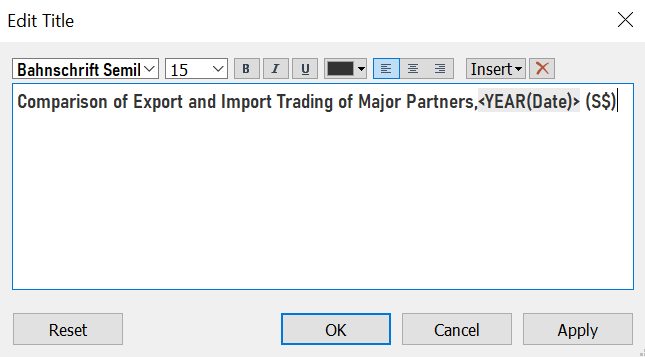 Edit Title
Bahnschrift Semil 15 B I U Insert
Comparison of Export and Import Trading of Major Partners,<YEAR(Date)> (S$)
Reset OK Cancel Apply